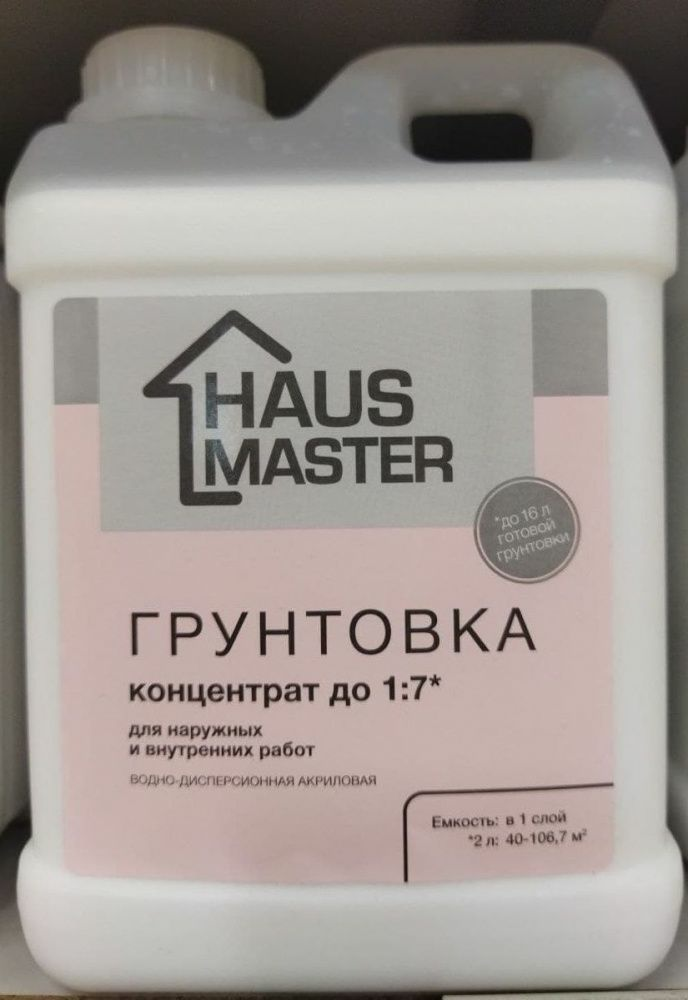 HAUS
MASTER
*до 16 л
готовой
грунтовки
ГРУНТОВКА
концентрат до 1:7*
для наружных
и внутренних работ
ВОДНО-ДИСПЕРСИОННАЯ АКРИЛОВАЯ
Емкость: в 1 слой
*2 л: 40-106,7 м²